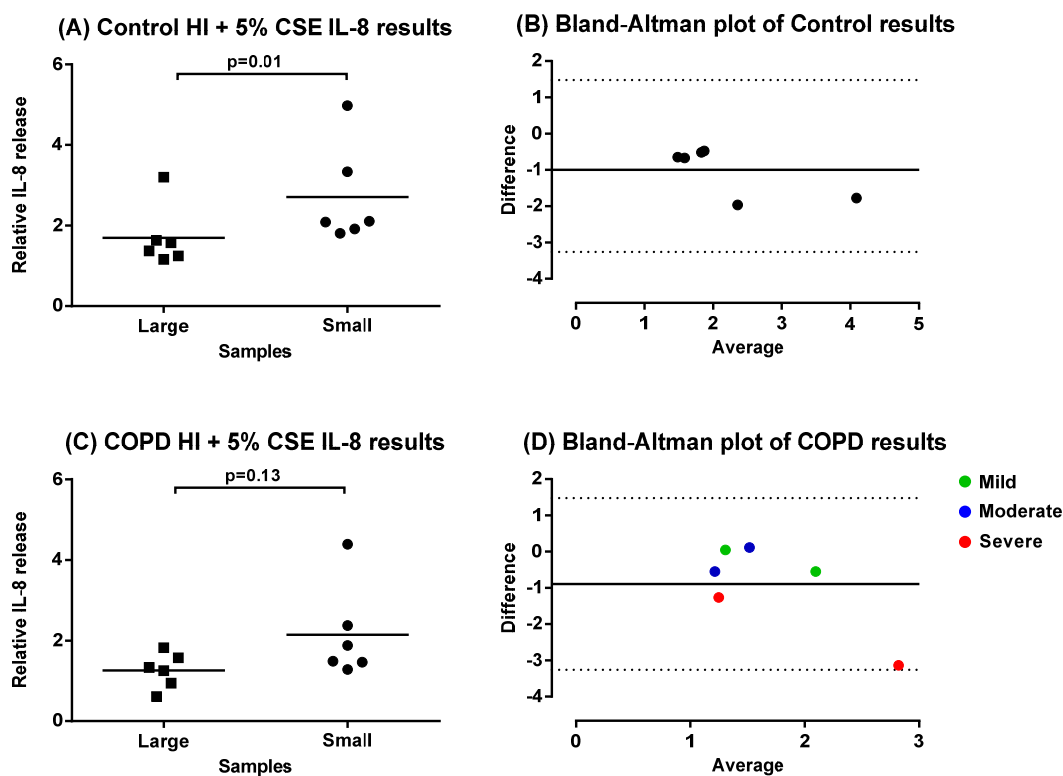 (A) Control HI + 5% CSE IL-8 results
p=0.01
Relative IL-8 release
6
4
2
0
Large
Small
Samples
(B) Bland-Altman plot of Control results
Difference
2
1
0
-1
-2
-3
-4
0
1
2
3
4
5
Average
(C) COPD HI + 5% CSE IL-8 results
p=0.13
Relative IL-8 release
6
4
2
0
Large
Small
Samples
(D) Bland-Altman plot of COPD results
Difference
2
1
0
-1
-2
-3
-4
0
1
2
3
Average
Mild
Moderate
Severe